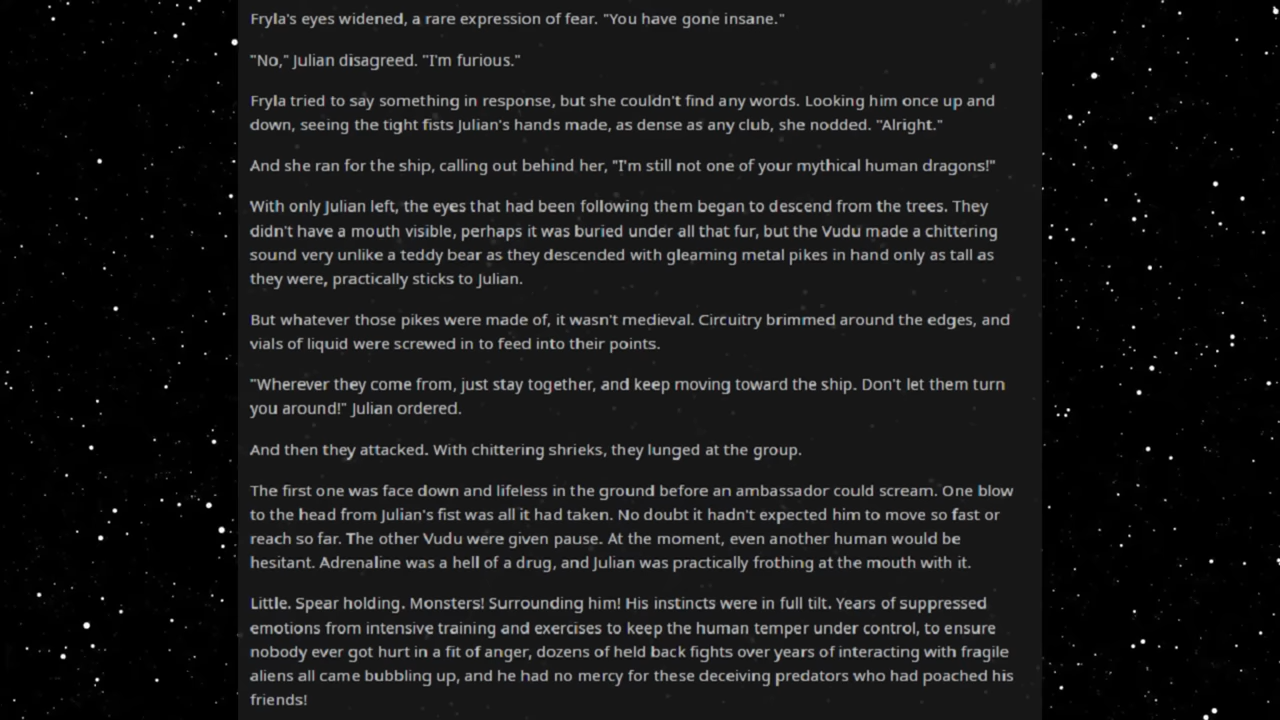 Fryla's eyes widened, a rare expression of fear. "You have gone insane."
"No," Julian disagreed. "I'm furious."
Fryla tried to say something in response, but she couldn't find any words. Looking him once up and
down, seeing the tight fists Julian's hands made, as dense as any club, she nodded. "Alright."
And she ran for the ship, calling out behind her, "I'm still not one of your mythical human dragons!"
With only Julian left, the eyes that had been following them began to descend from the trees. They
didn't have a mouth visible, perhaps it was buried under all that fur, but the Vudu made a chittering
sound very unlike a teddy bear as they descended with gleaming metal pikes in hand only as tall as
they were, practically sticks to Julian.
But whatever those pikes were made of, it wasn't medieval. Circuitry brimmed around the edges, and
vials of liquid were screwed in to feed into their points.
"Wherever they come from, just stay together, and keep moving toward the ship. Don't let them turn
you around!" Julian ordered.
And then they attacked. With chittering shrieks, they lunged at the group.
The first one was face down and lifeless in the ground before an ambassador could scream. One blow
to the head from Julian's fist was all it had taken. No doubt it hadn't expected him to move so fast or
reach so far. The other Vudu were given pause. At the moment, even another human would be
hesitant. Adrenaline was a hell of a drug, and Julian was practically frothing at the mouth with it.
Little. Spear holding. Monsters! Surrounding him! His instincts were in full tilt. Years of suppressed
emotions from intensive training and exercises to keep the human temper under control, to ensure
nobody ever got hurt in a fit of anger, dozens of held back fights over years of interacting with fragile
aliens all came bubbling up, and he had no mercy for these deceiving predators who had poached his
friends!